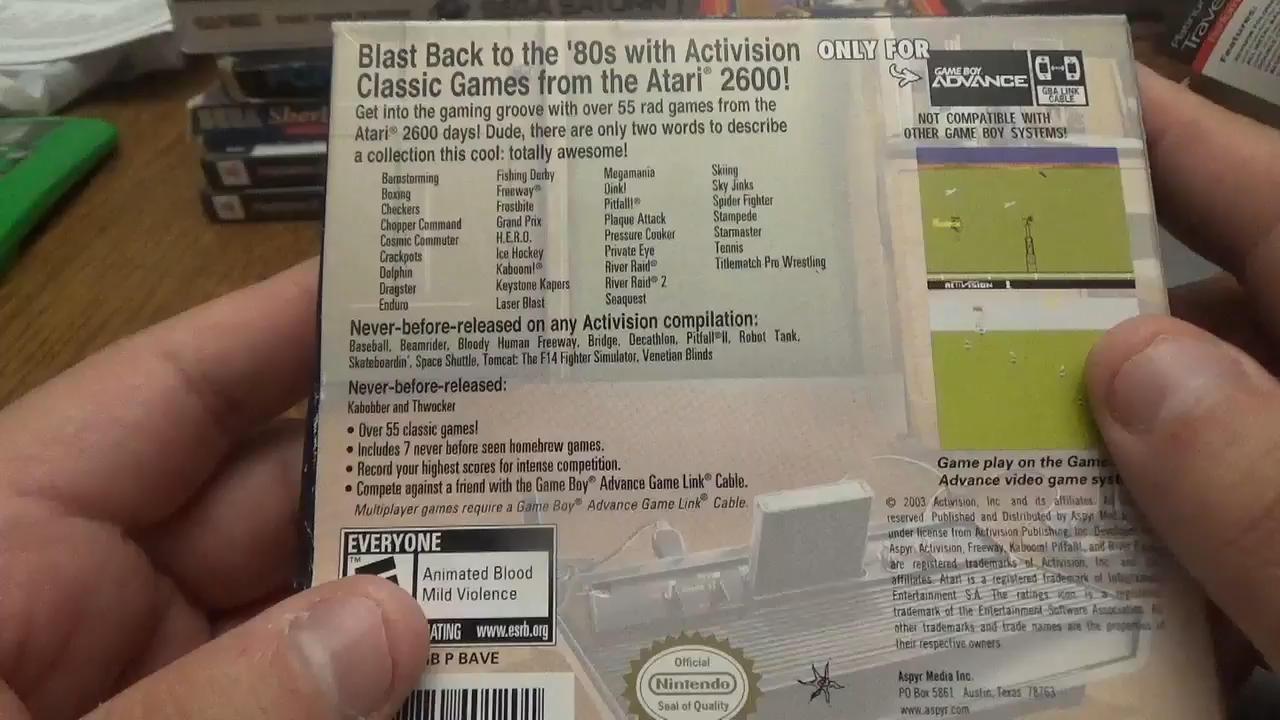 SEGA SATURN
Blast Back to the '80s with Activision
Classic Games from the Atari® 2600!
Get into the gaming groove with over 55 rad games from the
Atari® 2600 days! Dude, there are only two words to describe
a collection this cool: totally awesome!
Barnstorming
Boxing
Checkers
Chopper Command
Cosmic Commuter
Crackpots
Dolphin
Dragster
Enduro
Fishing Derby
Freeway®
Frostbite
Grand Prix
H.E.R.O.
Ice Hockey
Kaboom!®
Keystone Kapers
Laser Blast
Megamania
Oink!
Pitfall!®
Plaque Attack
Pressure Cooker
Private Eye
River Raid®
River Raid® 2
Seaquest
Skiing
Sky Jinks
Spider Fighter
Stampede
Starmaster
Tennis
Titlematch Pro Wrestling
Never-before-released on any Activision compilation:
Baseball, Beamrider, Bloody Human Freeway, Bridge, Decathlon, Pitfall!®II, Robot Tank,
Skateboardin', Space Shuttle, Tomcat: The F14 Fighter Simulator, Venetian Blinds
Never-before-released:
Kabobber and Thwocker
• Over 55 classic games!
• Includes 7 never before seen homebrew games.
• Record your highest scores for intense competition.
• Compete against a friend with the Game Boy® Advance Game Link® Cable.
Multiplayer games require a Game Boy® Advance Game Link® Cable.
EVERYONE
Animated Blood
Mild Violence
www.esrb.org
P BAVE
ONLY FOR
GAME BOY
ADVANCE
GBA LINK
CABLE
NOT COMPATIBLE WITH
OTHER GAME BOY SYSTEMS!
ACTIVISION
Game play on the
Advance video game
© 2003 Activision, Inc and its affiliates. All
reserved Published and Distributed by Aspyr
under license from Activision Publishing, Inc
Aspyr. Activision, Freeway, Kaboom! Pitfall!, and
are registered trademarks of Activision, Inc and
affiliates. Atari is a registered trademark of
Entertainment S.A. The ratings icon is a
trademark of the Entertainment Software Association. All
other trademarks and trade names are the properties of
their respective owners
Aspyr Media Inc.
PO Box 5861 Austin, Texas 78763
www.aspyr.com
Official
Nintendo
Seal of Quality
Features: